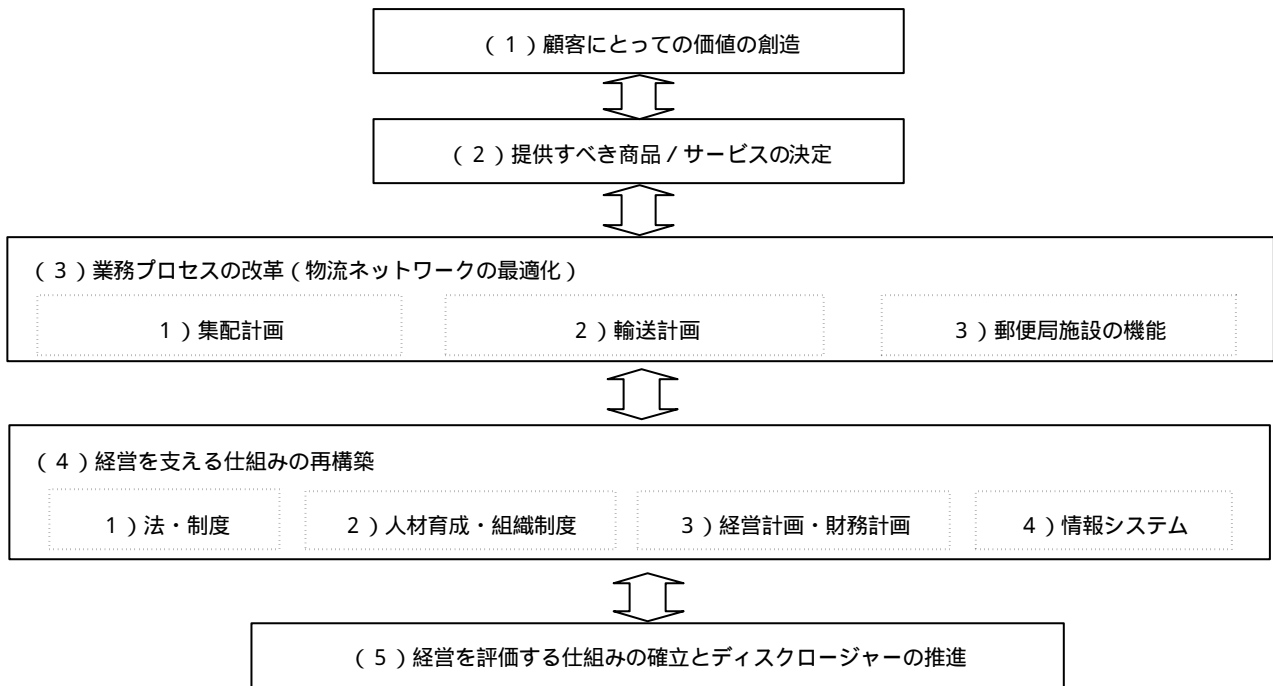 (1)顧客にとっての価値の創造
(2)提供すべき商品/サービスの決定
(3)業務プロセスの改革(物流ネットワークの最適化)
1)集配計画
2)輸送計画
3)郵便局施設の機能
(4)経営を支える仕組みの再構築
1)法・制度
2)人材育成・組織制度
3)経営計画・財務計画
4)情報システム
(5)経営を評価する仕組みの確立とディスクロージャーの推進